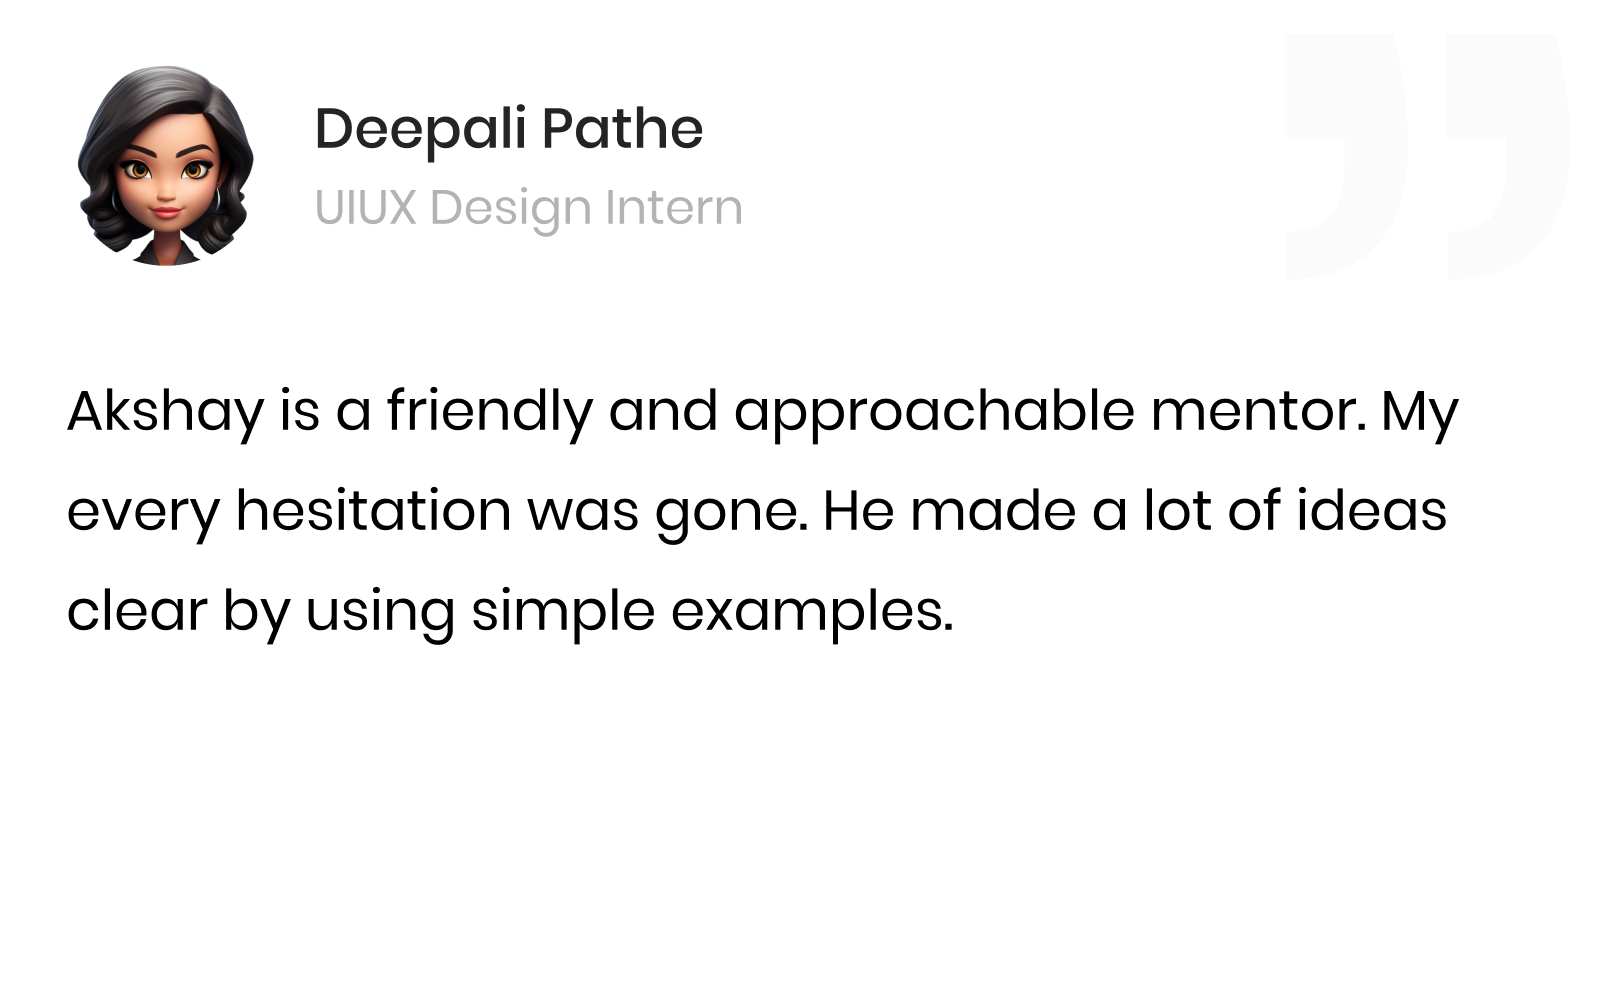 Deepali Pathe
UIUX Design Intern
Akshay is a friendly and approachable mentor. My
every hesitation was gone. He made a lot of ideas
clear by using simple examples.